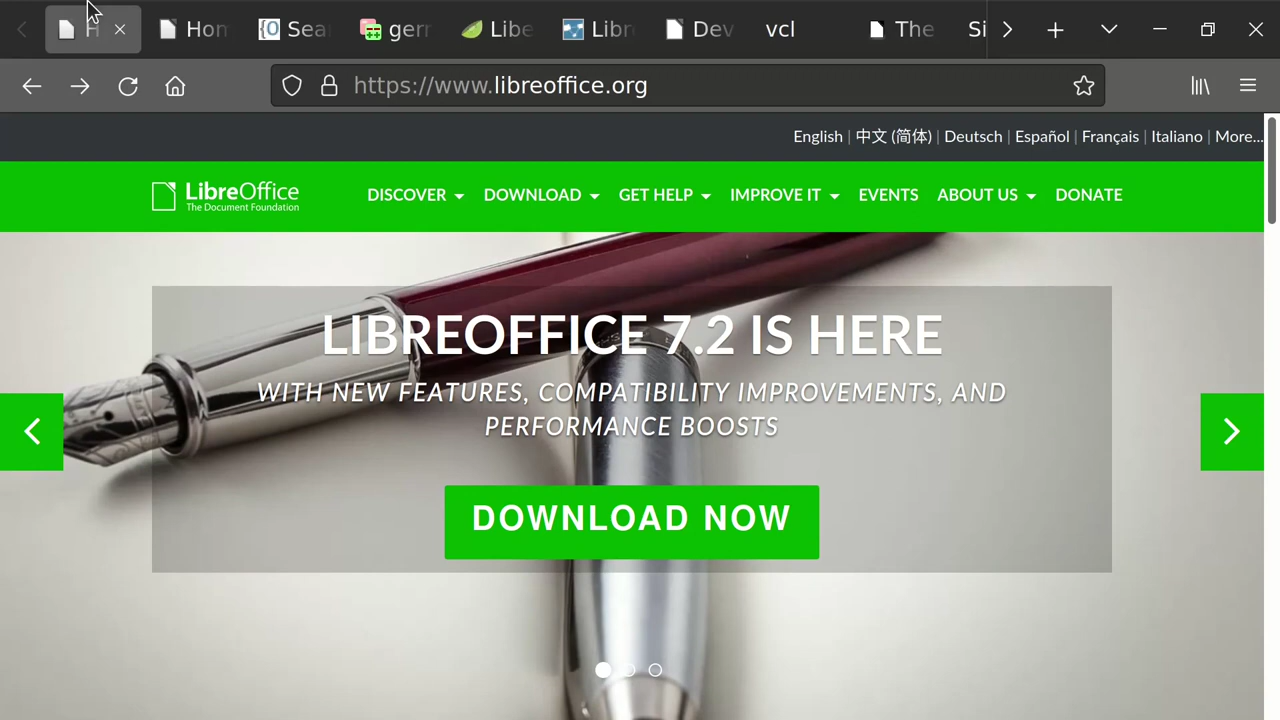 H
Hom
Sea
gerr
Libe
Libr
Dev
vcl
The
Si
https://www.libreoffice.org
English | 中文 (简体) | Deutsch | Español | Français | Italiano | More...
LibreOffice
The Document Foundation
DISCOVER DOWNLOAD GET HELP IMPROVE IT EVENTS ABOUT US DONATE
LIBREOFFICE 7.2 IS HERE
WITH NEW FEATURES, COMPATIBILITY IMPROVEMENTS, AND
PERFORMANCE BOOSTS
DOWNLOAD NOW